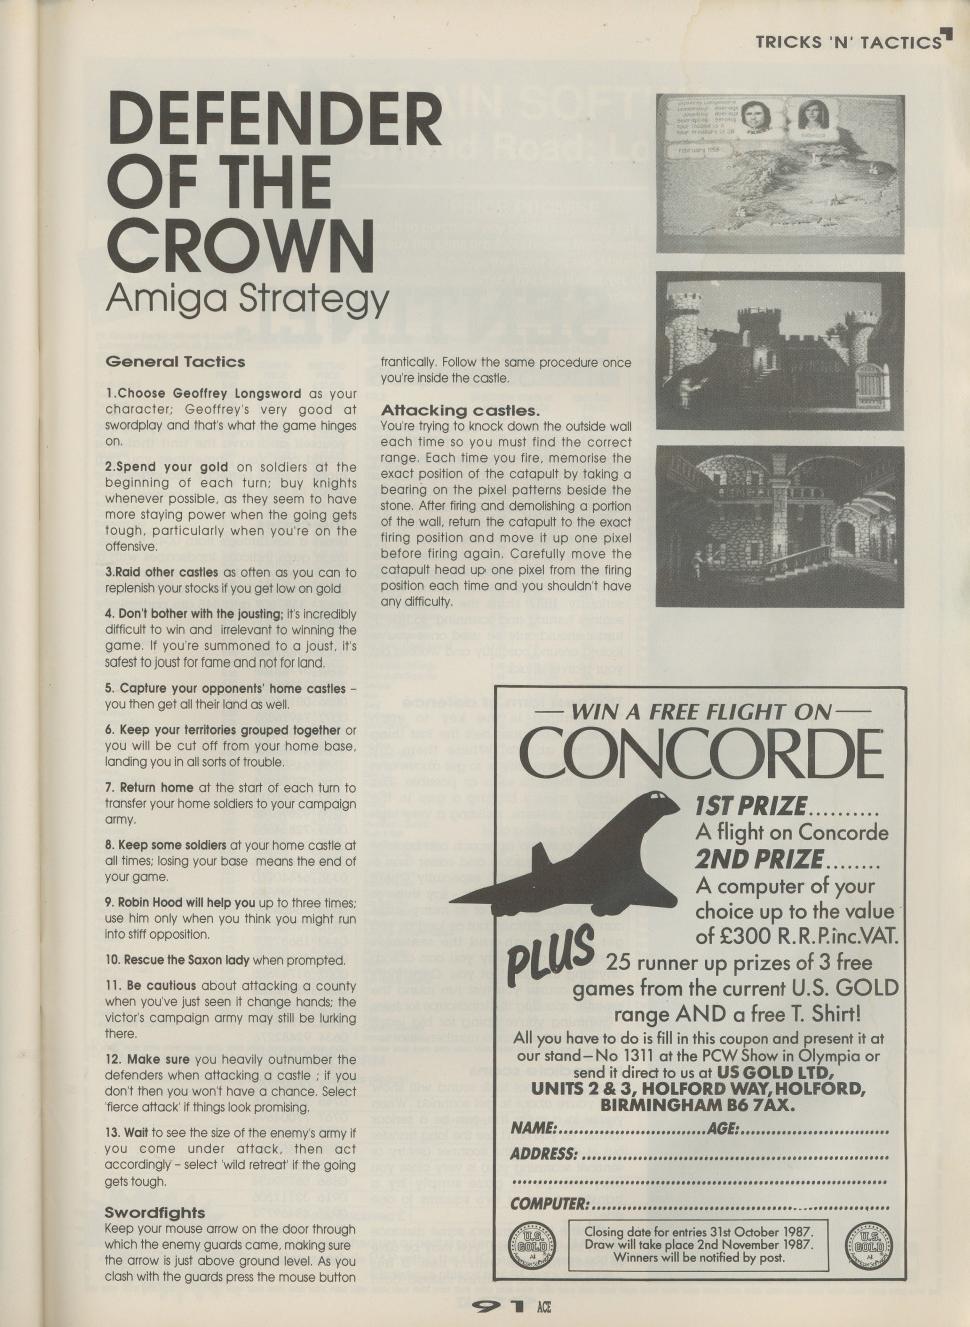 TRICKS 'N' TACTICS
DEFENDER
OF THE
CROWN
Amiga Strategy
General Tactics
1.Choose Geoffrey Longsword as your
character; Geoffrey's very good at
swordplay and that's what the game hinges
on.
2.Spend your gold on soldiers at the
beginning of each turn; buy knights
whenever possible, as they seem to have
more staying power when the going gets
tough, particularly when you're on the
offensive.
3.Raid other castles as often as you can to
replenish your stocks if you get low on gold
4. Don't bother with the jousting; it's incredibly
difficult to win and irrelevant to winning the
game. If you're summoned to a joust, it's
safest to joust for fame and not for land.
5. Capture your opponents' home castles –
you then get all their land as well.
6. Keep your territories grouped together or
you will be cut off from your home base,
landing you in all sorts of trouble.
7. Return home at the start of each turn to
transfer your home soldiers to your campaign
army.
8. Keep some soldiers at your home castle at
all times; losing your base means the end of
your game.
9. Robin Hood will help you up to three times;
use him only when you think you might run
into stiff opposition.
10. Rescue the Saxon lady when prompted.
11. Be cautious about attacking a county
when you've just seen it change hands; the
victor's campaign army may still be lurking
there.
12. Make sure you heavily outnumber the
defenders when attacking a castle ; if you
don't then you won't have a chance. Select
'fierce attack' if things look promising.
13. Wait to see the size of the enemy's army if
you come under attack, then act
accordingly – select 'wild retreat' if the going
gets tough.
Swordfights
Keep your mouse arrow on the door through
which the enemy guards came, making sure
the arrow is just above ground level. As you
clash with the guards press the mouse button
frantically. Follow the same procedure once
you're inside the castle.
Attacking castles.
You're trying to knock down the outside wall
each time so you must find the correct
range. Each time you fire, memorise the
exact position of the catapult by taking a
bearing on the pixel patterns beside the
stone. After firing and demolishing a portion
of the wall, return the catapult to the exact
firing position and move it up one pixel
before firing again. Carefully move the
catapult head up one pixel from the firing
position each time and you shouldn't have
any difficulty.
WIN A FREE FLIGHT ON
CONCORDE
1ST PRIZE..........
A flight on Concorde
2ND PRIZE........
A computer of your
choice up to the value
of £300 R.R.P.inc.VAT.
PLUS
25 runner up prizes of 3 free
games from the current U.S. GOLD
range AND a free T. Shirt!
All you have to do is fill in this coupon and present it at
our stand—No 1311 at the PCW Show in Olympia or
send it direct to us at US GOLD LTD,
UNITS 2 & 3, HOLFORD WAY, HOLFORD,
BIRMINGHAM B6 7AX.
NAME:.............................AGE:.............................
ADDRESS: ............................................................
COMPUTER:..........................................................
U.S.
GOLD
Closing date for entries 31st October 1987.
Draw will take place 2nd November 1987.
Winners will be notified by post.
U.S.
GOLD
91 ACE